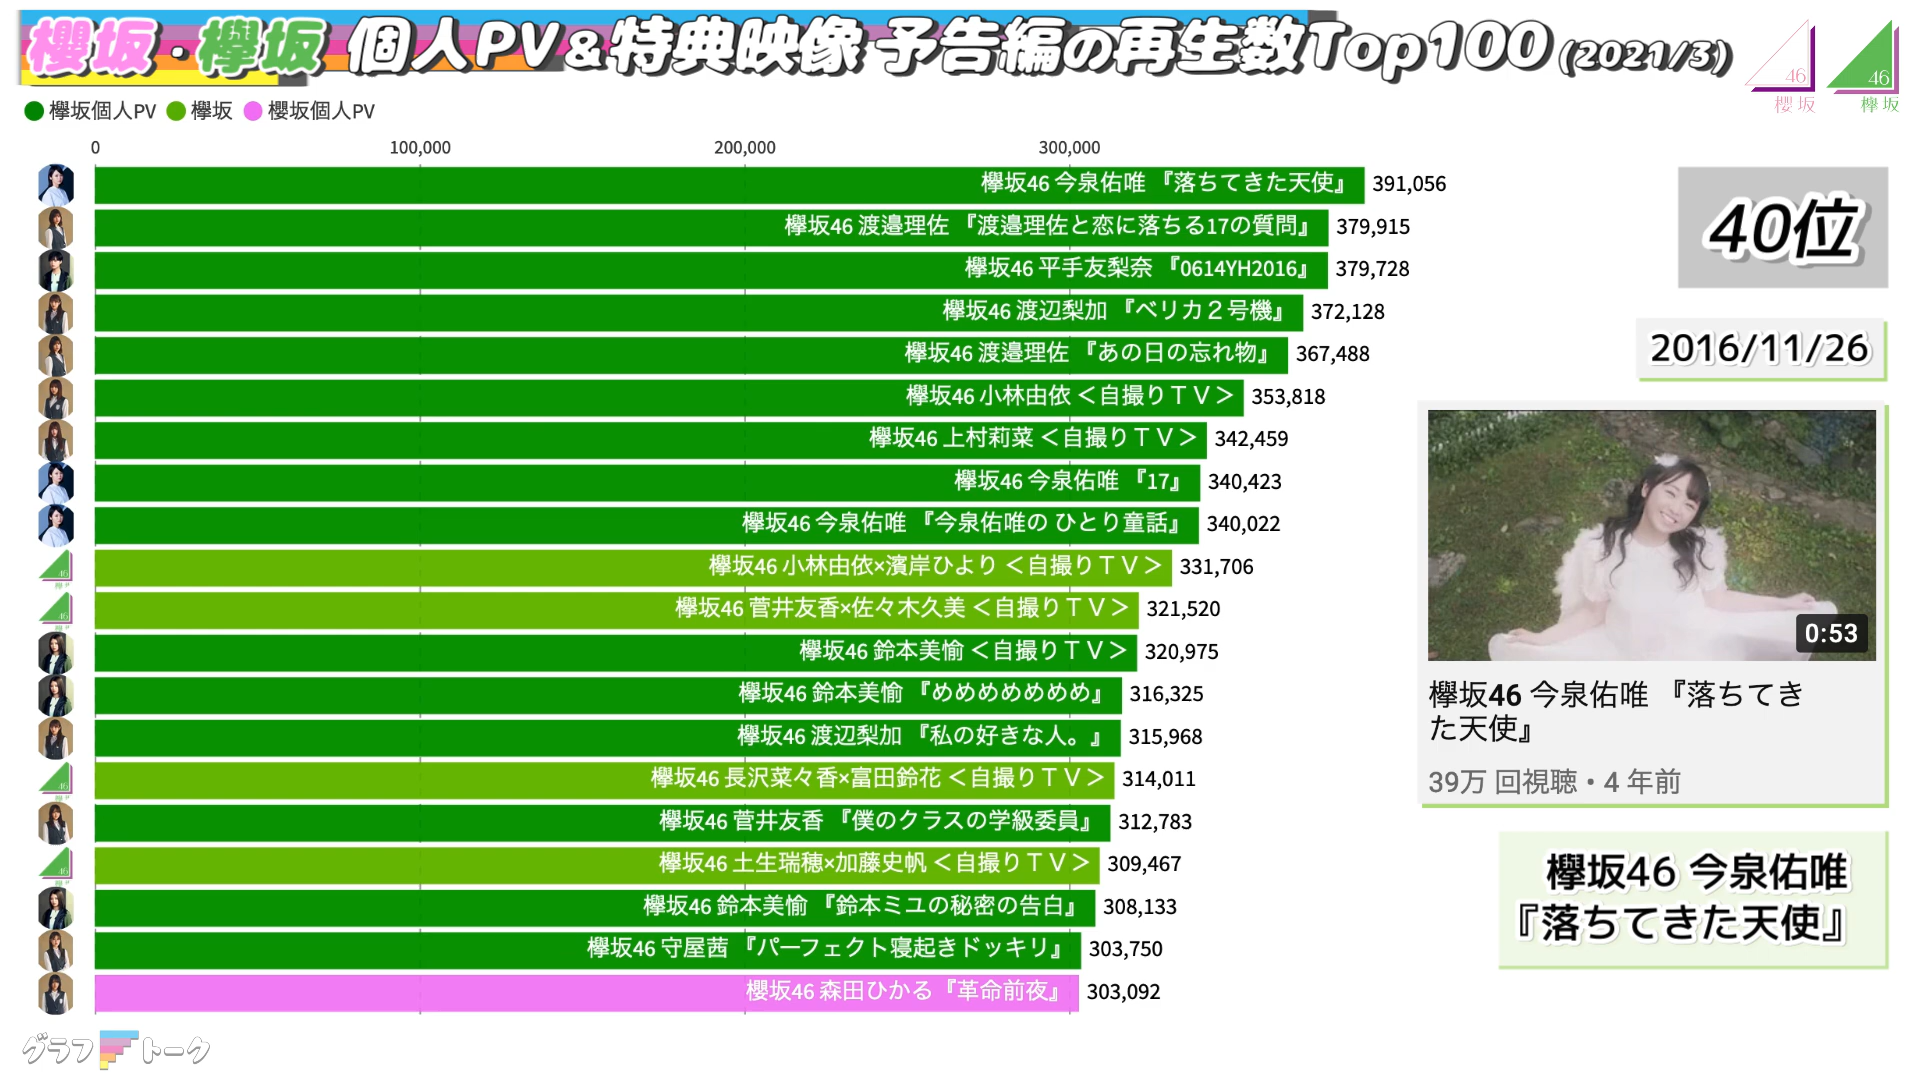 櫻坂・欅坂 個人PV&特典映像 予告編の再生数Top100 (2021/3)
46
櫻坂
46
欅坂
欅坂個人PV 欅坂 櫻坂個人PV
0 100,000 200,000 300,000
欅坂46 今泉佑唯 『落ちてきた天使』 391,056
欅坂46 渡邉理佐 『渡邉理佐と恋に落ちる17の質問』 379,915
欅坂46 平手友梨奈 『0614YH2016』 379,728
欅坂46 渡辺梨加 『ベリカ２号機』 372,128
欅坂46 渡邉理佐 『あの日の忘れ物』 367,488
欅坂46 小林由依 ＜自撮りＴＶ＞ 353,818
欅坂46 上村莉菜 ＜自撮りＴＶ＞ 342,459
欅坂46 今泉佑唯 『17』 340,423
欅坂46 今泉佑唯 『今泉佑唯の ひとり童話』 340,022
欅坂46 小林由依×濱岸ひより ＜自撮りＴＶ＞ 331,706
欅坂46 菅井友香×佐々木久美 ＜自撮りＴＶ＞ 321,520
欅坂46 鈴本美愉 ＜自撮りＴＶ＞ 320,975
欅坂46 鈴本美愉 『めめめめめめめ』 316,325
欅坂46 渡辺梨加 『私の好きな人。』 315,968
欅坂46 長沢菜々香×富田鈴花 ＜自撮りＴＶ＞ 314,011
欅坂46 菅井友香 『僕のクラスの学級委員』 312,783
欅坂46 土生瑞穂×加藤史帆 ＜自撮りＴＶ＞ 309,467
欅坂46 鈴本美愉 『鈴本ミユの秘密の告白』 308,133
欅坂46 守屋茜 『パーフェクト寝起きドッキリ』 303,750
櫻坂46 森田ひかる『革命前夜』 303,092
40位
2016/11/26
0:53
欅坂46 今泉佑唯 『落ちてき
た天使』
39万 回視聴・4 年前
欅坂46 今泉佑唯
『落ちてきた天使』
グラフトーク